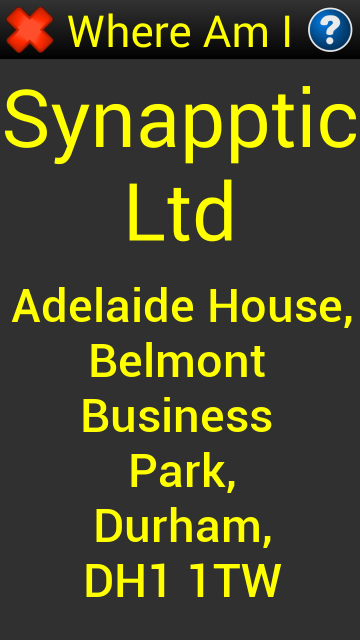 Where Am I ?
Synapptic
Ltd
Adelaide House,
Belmont
Business
Park,
Durham,
DH1 1TW